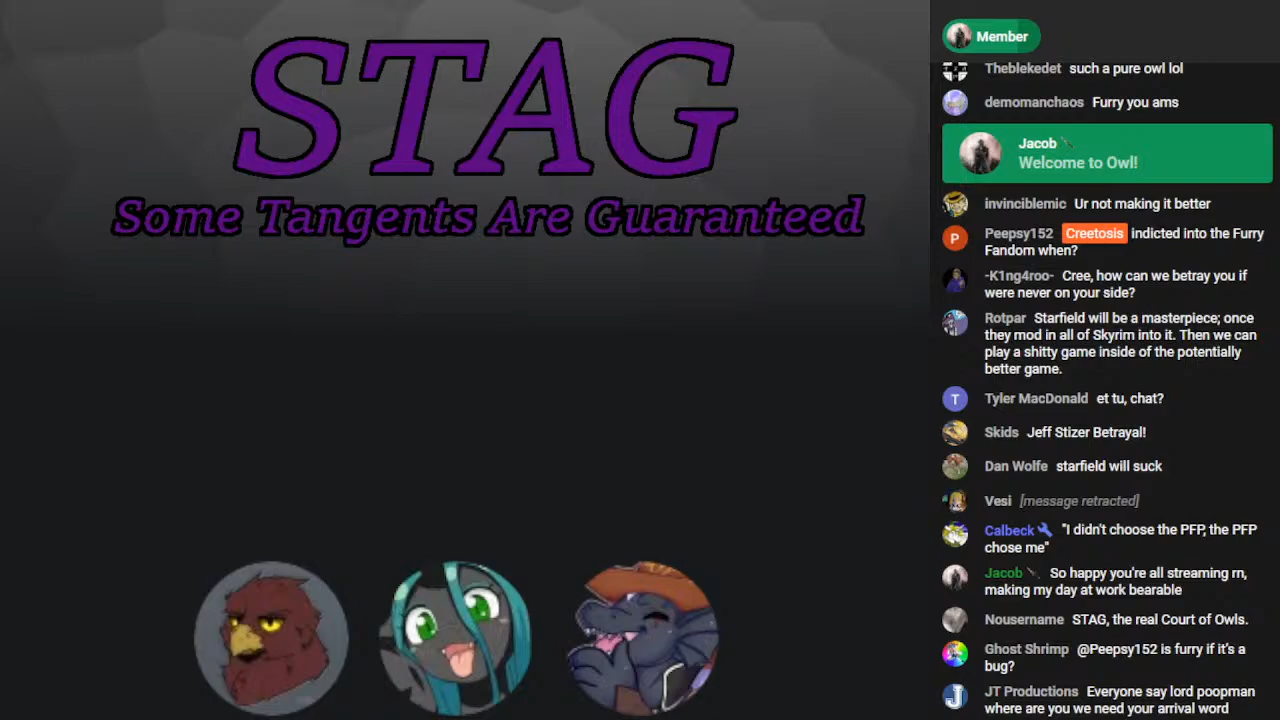 STAG
Some Tangents Are Guaranteed
Member
Theblekedet such a pure owl lol
demomanchaos Furry you ams
Jacob
Welcome to Owl!
invinciblemic Ur not making it better
P Peepsy152 Creetosis indicted into the Furry
Fandom when?
-K1ng4roo- Cree, how can we betray you if
were never on your side?
Rotpar Starfield will be a masterpiece; once
they mod in all of Skyrim into it. Then we can
play a shitty game inside of the potentially
better game.
T Tyler MacDonald et tu, chat?
Skids Jeff Stizer Betrayal!
Dan Wolfe starfield will suck
Vesi [message retracted]
Calbeck "I didn't choose the PFP, the PFP
chose me"
Jacob So happy you're all streaming rn,
making my day at work bearable
Nousername STAG, the real Court of Owls.
Ghost Shrimp @Peepsy152 is furry if it's a
bug?
J JT Productions Everyone say lord poopman
where are you we need your arrival word